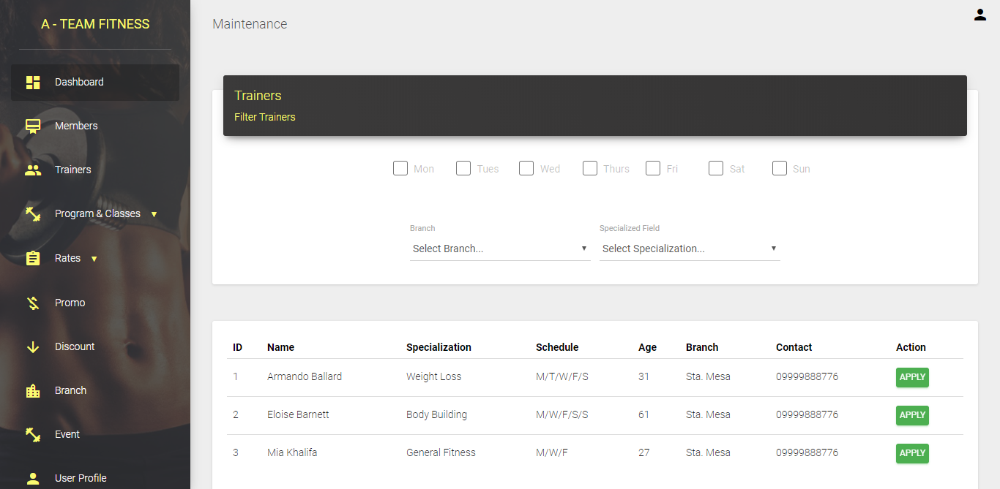 A - TEAM FITNESS
Dashboard
Members
Trainers
Program & Classes
Rates
Promo
Discount
Branch
Event
User Profile
Maintenance
Trainers
Filter Trainers
Mon Tues Wed Thurs Fri Sat Sun
Branch Specialized Field
Select Branch... Select Specialization...
ID Name Specialization Schedule Age Branch Contact Action
1 Armando Ballard Weight Loss M/T/W/F/S 31 Sta. Mesa 09999888776 APPLY
2 Eloise Barnett Body Building M/W/F/S/S 61 Sta. Mesa 09999888776 APPLY
3 Mia Khalifa General Fitness M/W/F 27 Sta. Mesa 09999888776 APPLY